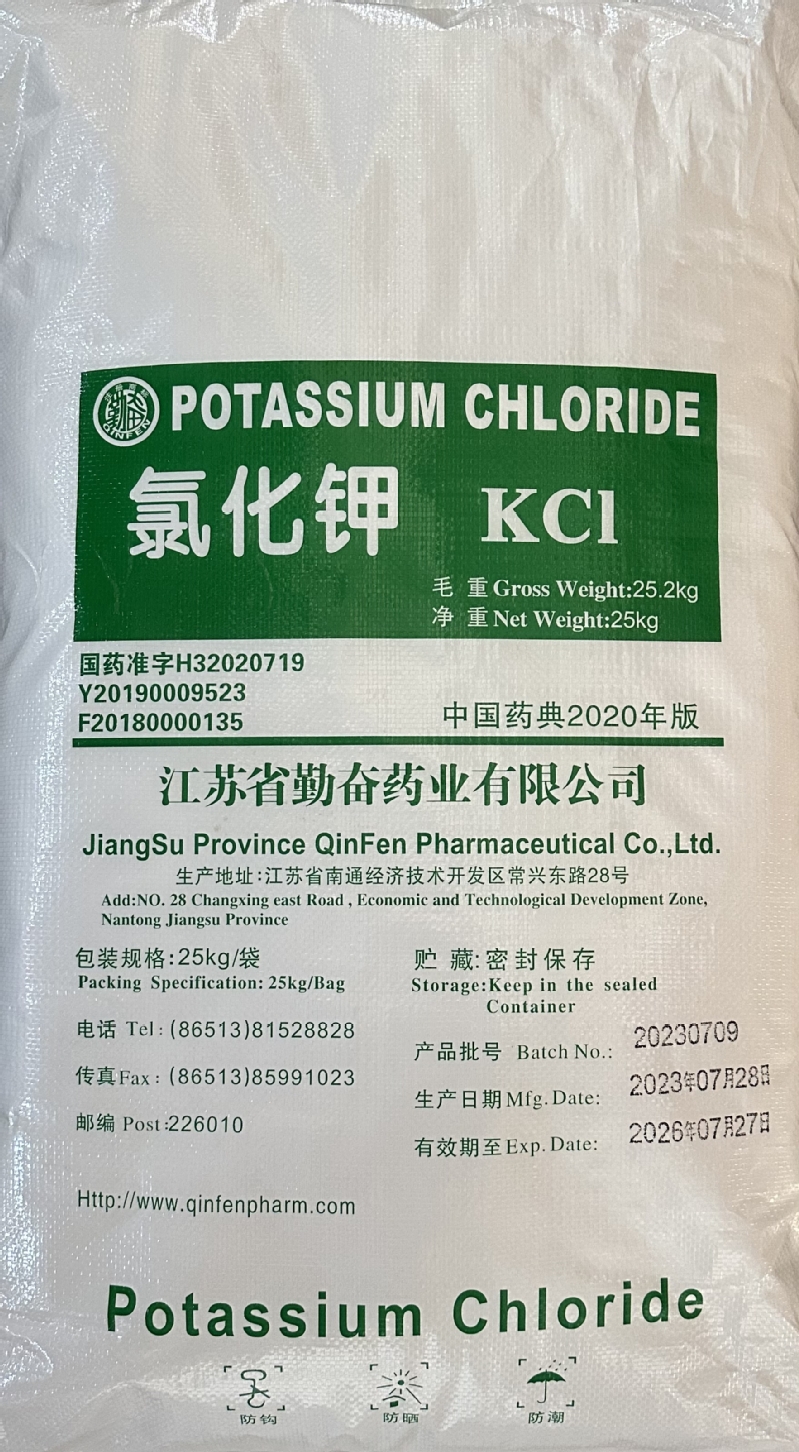 QINFEN
POTASSIUM CHLORIDE
氯化钾 KCl
毛 重 Gross Weight:25.2kg
净 重 Net Weight:25kg
国药准字H32020719
Y20190009523
F20180000135
中国药典2020年版
江苏省勤奋药业有限公司
JiangSu Province QinFen Pharmaceutical Co.,Ltd.
生产地址:江苏省南通经济技术开发区常兴东路28号
Add:NO. 28 Changxing east Road , Economic and Technological Development Zone,
Nantong Jiangsu Province
包装规格:25kg/袋
Packing Specification: 25kg/Bag
贮 藏:密封保存
Storage:Keep in the sealed
Container
电话 Tel:(86513)81528828
传真Fax:(86513)85991023
邮编 Post:226010
产品批号 Batch No.: 20230709
生产日期Mfg.Date: 2023年07月28日
有效期至Exp.Date: 2026年07月27日
Http://www.qinfenpharm.com
Potassium Chloride
防钩 防晒 防潮